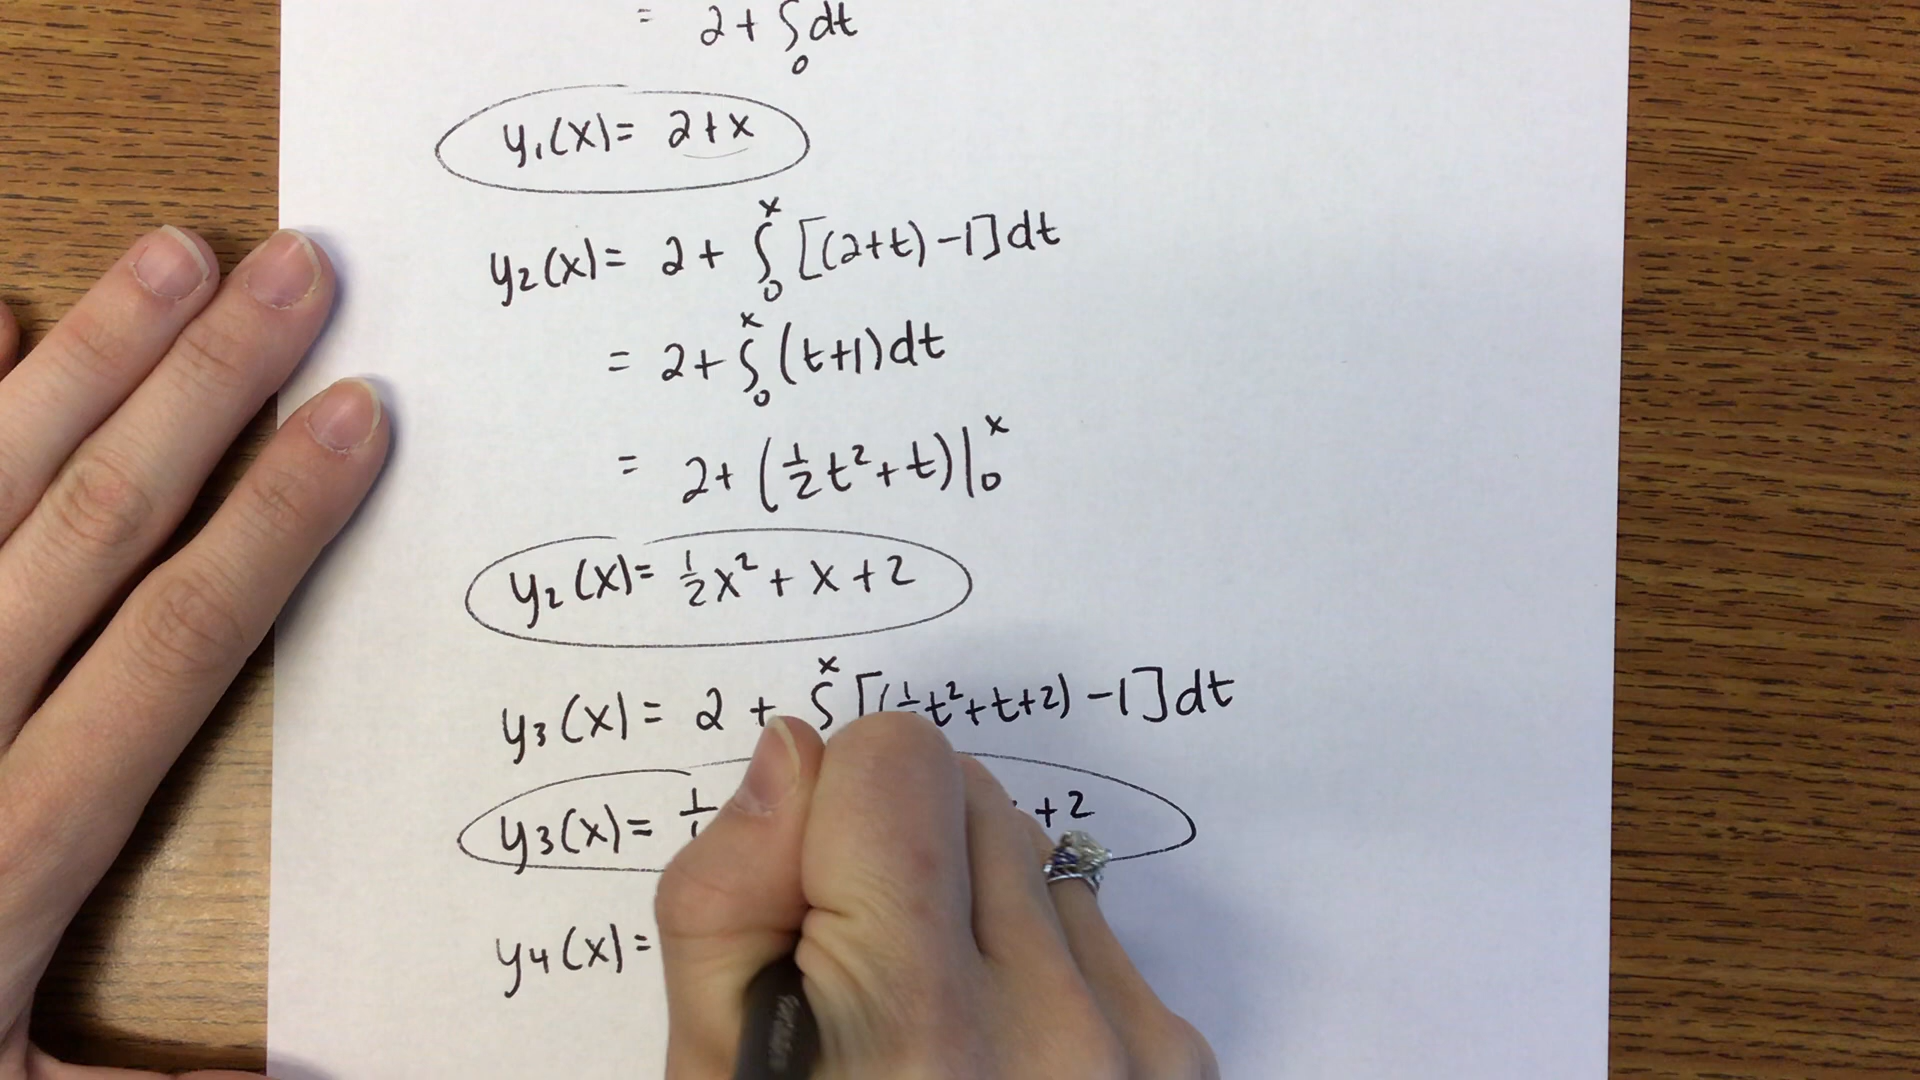 = 2 + ∫₀ dt
y₁(x) = 2+x
y₂(x) = 2 + ∫₀ˣ [(2+t) -1] dt
= 2 + ∫₀ˣ (t+1) dt
= 2 + (½t² + t)|₀ˣ
y₂(x) = ½x² + x + 2
y₃(x) = 2 + ∫ˣ [(½t² + t + 2) -1] dt
y₃(x) = + 2
y₄(x) =